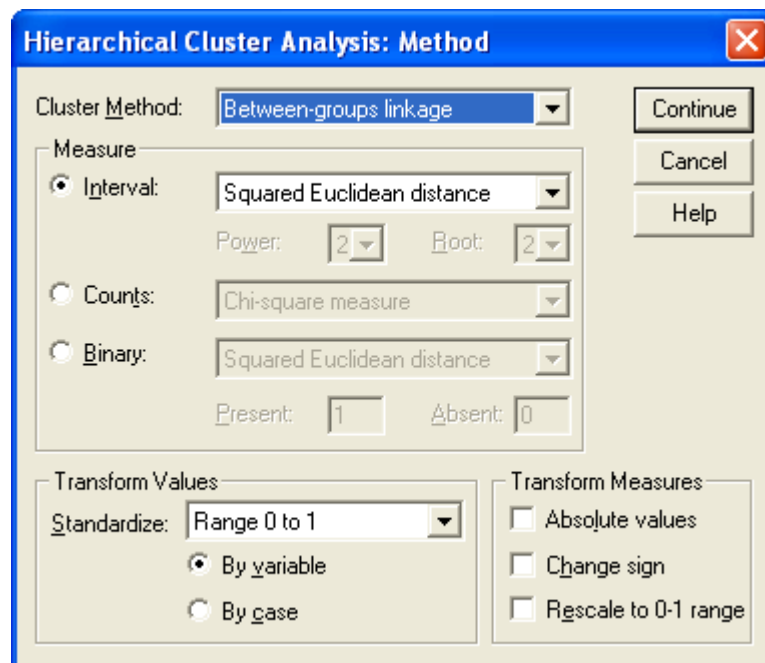 Hierarchical Cluster Analysis: Method
Cluster Method: Between-groups linkage
Continue
Cancel
Help
Measure
Interval: Squared Euclidean distance
Power: 2 Root: 2
Counts: Chi-square measure
Binary: Squared Euclidean distance
Present: 1 Absent: 0
Transform Values
Standardize: Range 0 to 1
By variable
By case
Transform Measures
Absolute values
Change sign
Rescale to 0-1 range